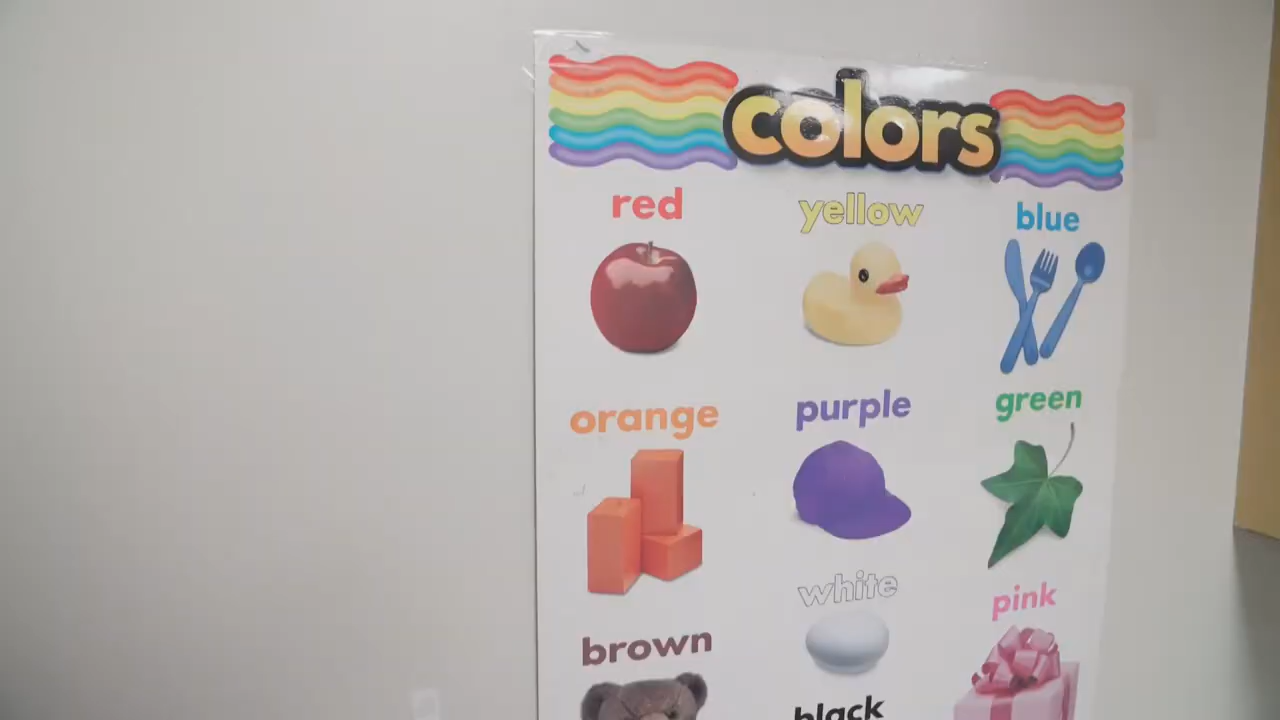 colors
red yellow blue
orange purple green
white
pink
brown
black